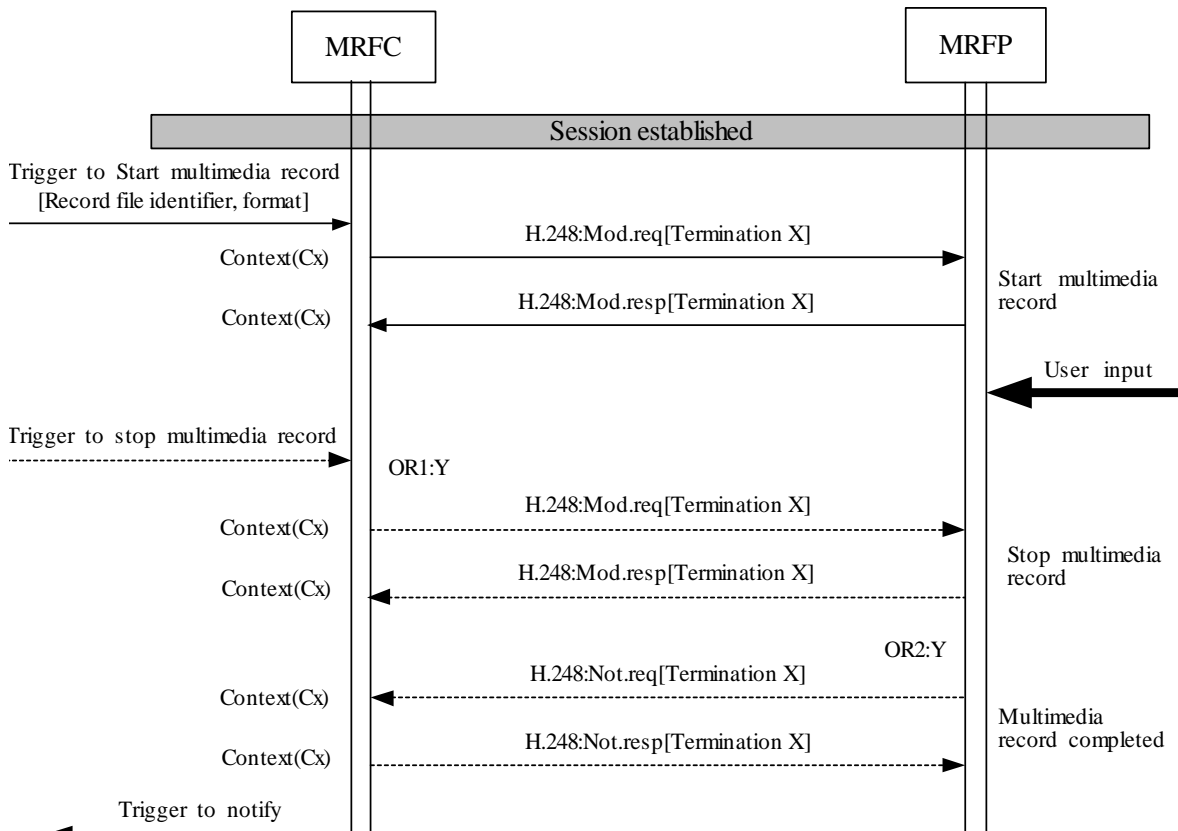 MRFC
MRFP
Session established
Trigger to Start multimedia record
[Record file identifier, format]
H.248:Mod.req[Termination X]
Context(Cx)
Start multimedia
record
H.248:Mod.resp[Termination X]
Context(Cx)
User input
Trigger to stop multimedia record
OR1:Y
H.248:Mod.req[Termination X]
Context(Cx)
Stop multimedia
record
H.248:Mod.resp[Termination X]
Context(Cx)
OR2:Y
H.248:Not.req[Termination X]
Context(Cx)
Multimedia
record completed
H.248:Not.resp[Termination X]
Context(Cx)
Trigger to notify